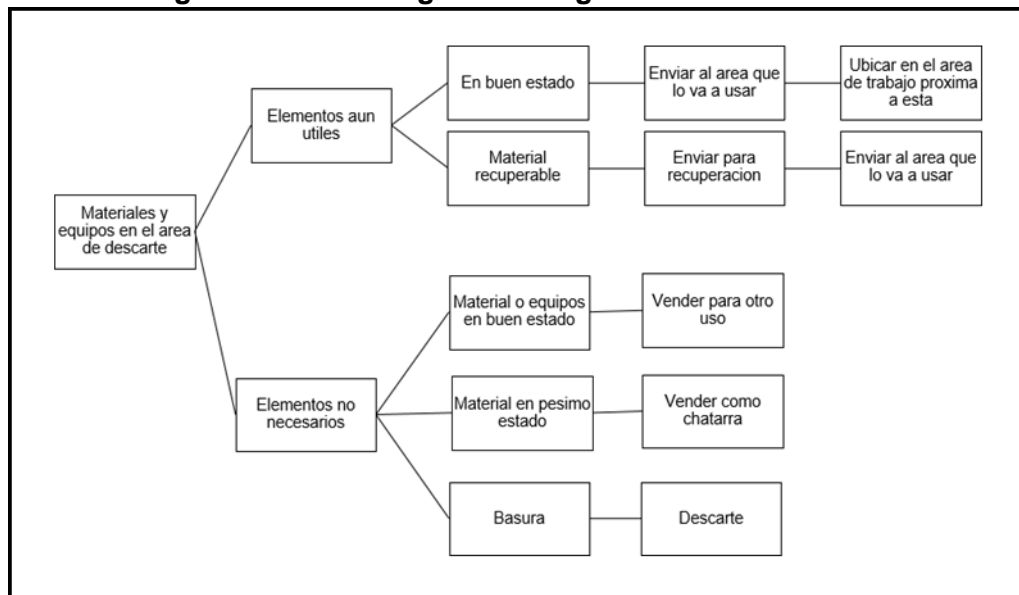 En buen estado
Enviar al area que
lo va a usar
Ubicar en el area
de trabajo proxima
a esta
Elementos aun
utiles
Material
recuperable
Enviar para
recuperacion
Enviar al area que
lo va a usar
Materiales y
equipos en el area
de descarte
Material o equipos
en buen estado
Vender para otro
uso
Elementos no
necesarios
Material en pesimo
estado
Vender como
chatarra
Basura
Descarte